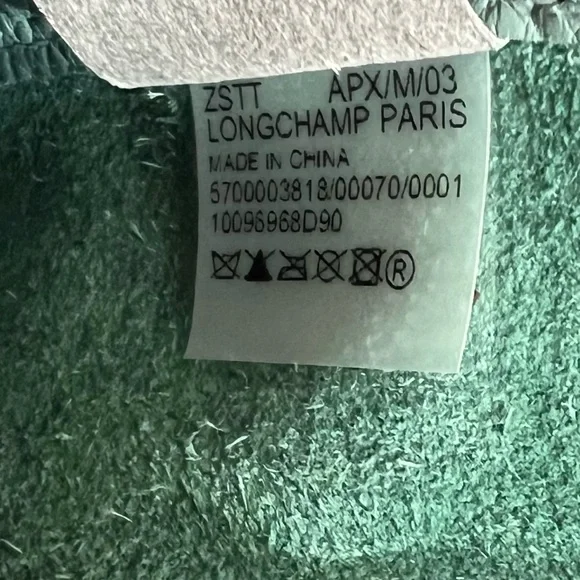 ZSTT APX/M/03
LONGCHAMP PARIS
MADE IN CHINA
5700003818/00070/0001
10096968D90
®